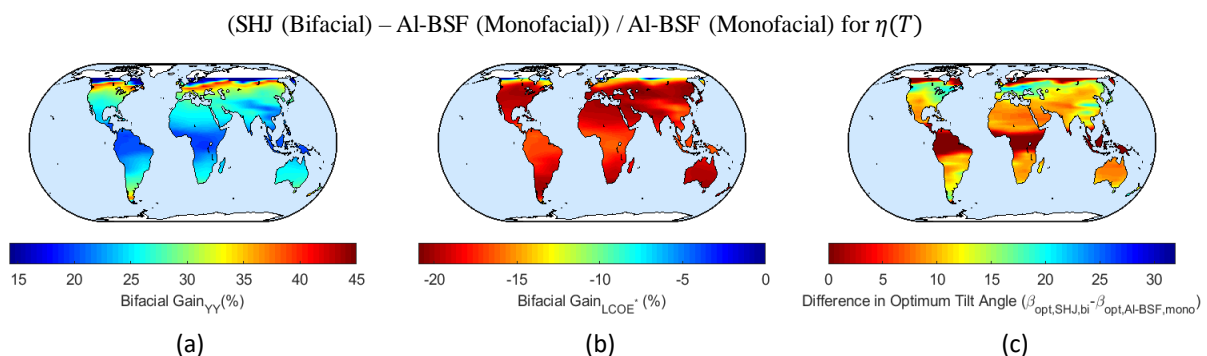 (SHJ (Bifacial) – Al-BSF (Monofacial)) / Al-BSF (Monofacial) for η(T)
15 20 25 30 35 40 45
Bifacial Gain_YY(%)
(a)
-20 -15 -10 -5 0
Bifacial Gain_LCOE* (%)
(b)
0 5 10 15 20 25 30
Difference in Optimum Tilt Angle (β_opt,SHJ,bi-β_opt,Al-BSF,mono)
(c)